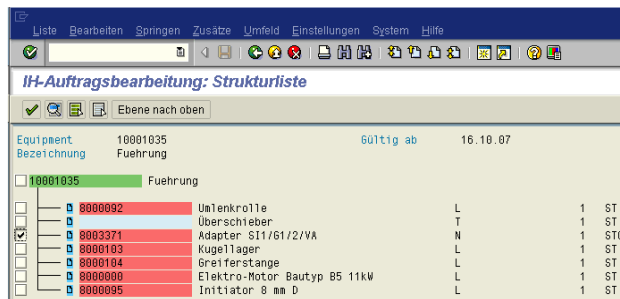 Liste Bearbeiten Springen Zusätze Umfeld Einstellungen System Hilfe
IH-Auftragsbearbeitung: Strukturliste
Ebene nach oben
Equipment 10001035 Gültig ab 16.10.07
Bezeichnung Fuehrung
10001035 Fuehrung
8000092 Umlenkrolle L 1 ST
Überschieber T 1 ST
8003371 Adapter SI1/G1/2/VA N 1 STC
8000103 Kugellager L 1 ST
8000104 Greiferstange L 1 ST
8000000 Elektro-Motor Bautyp B5 11kW L 1 ST
8000095 Initiator 8 mm D L 1 ST